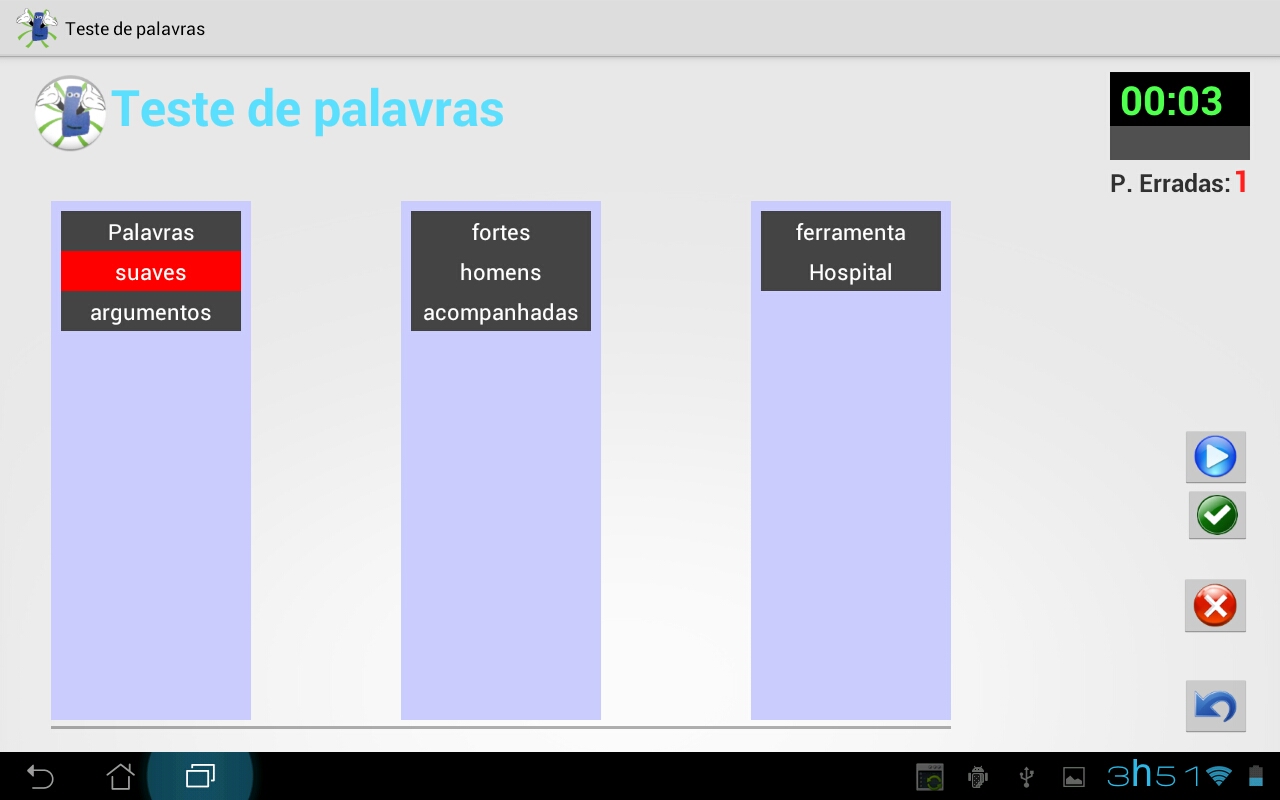 Teste de palavras
Teste de palavras
00:03
P. Erradas: 1
Palavras
suaves
argumentos
fortes
homens
acompanhadas
ferramenta
Hospital
3h51